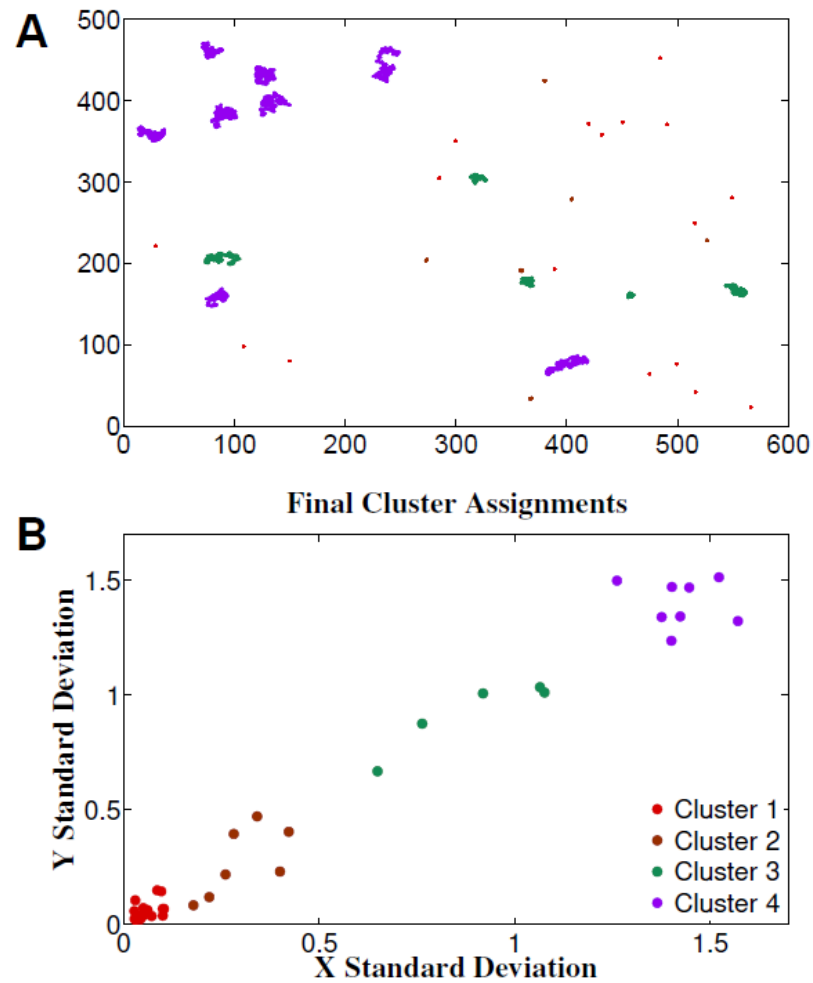 A
500
400
300
200
100
0
0 100 200 300 400 500 600
Final Cluster Assignments
B
1.5
1
0.5
0
Y Standard Deviation
Cluster 1
Cluster 2
Cluster 3
Cluster 4
0 0.5 1 1.5
X Standard Deviation